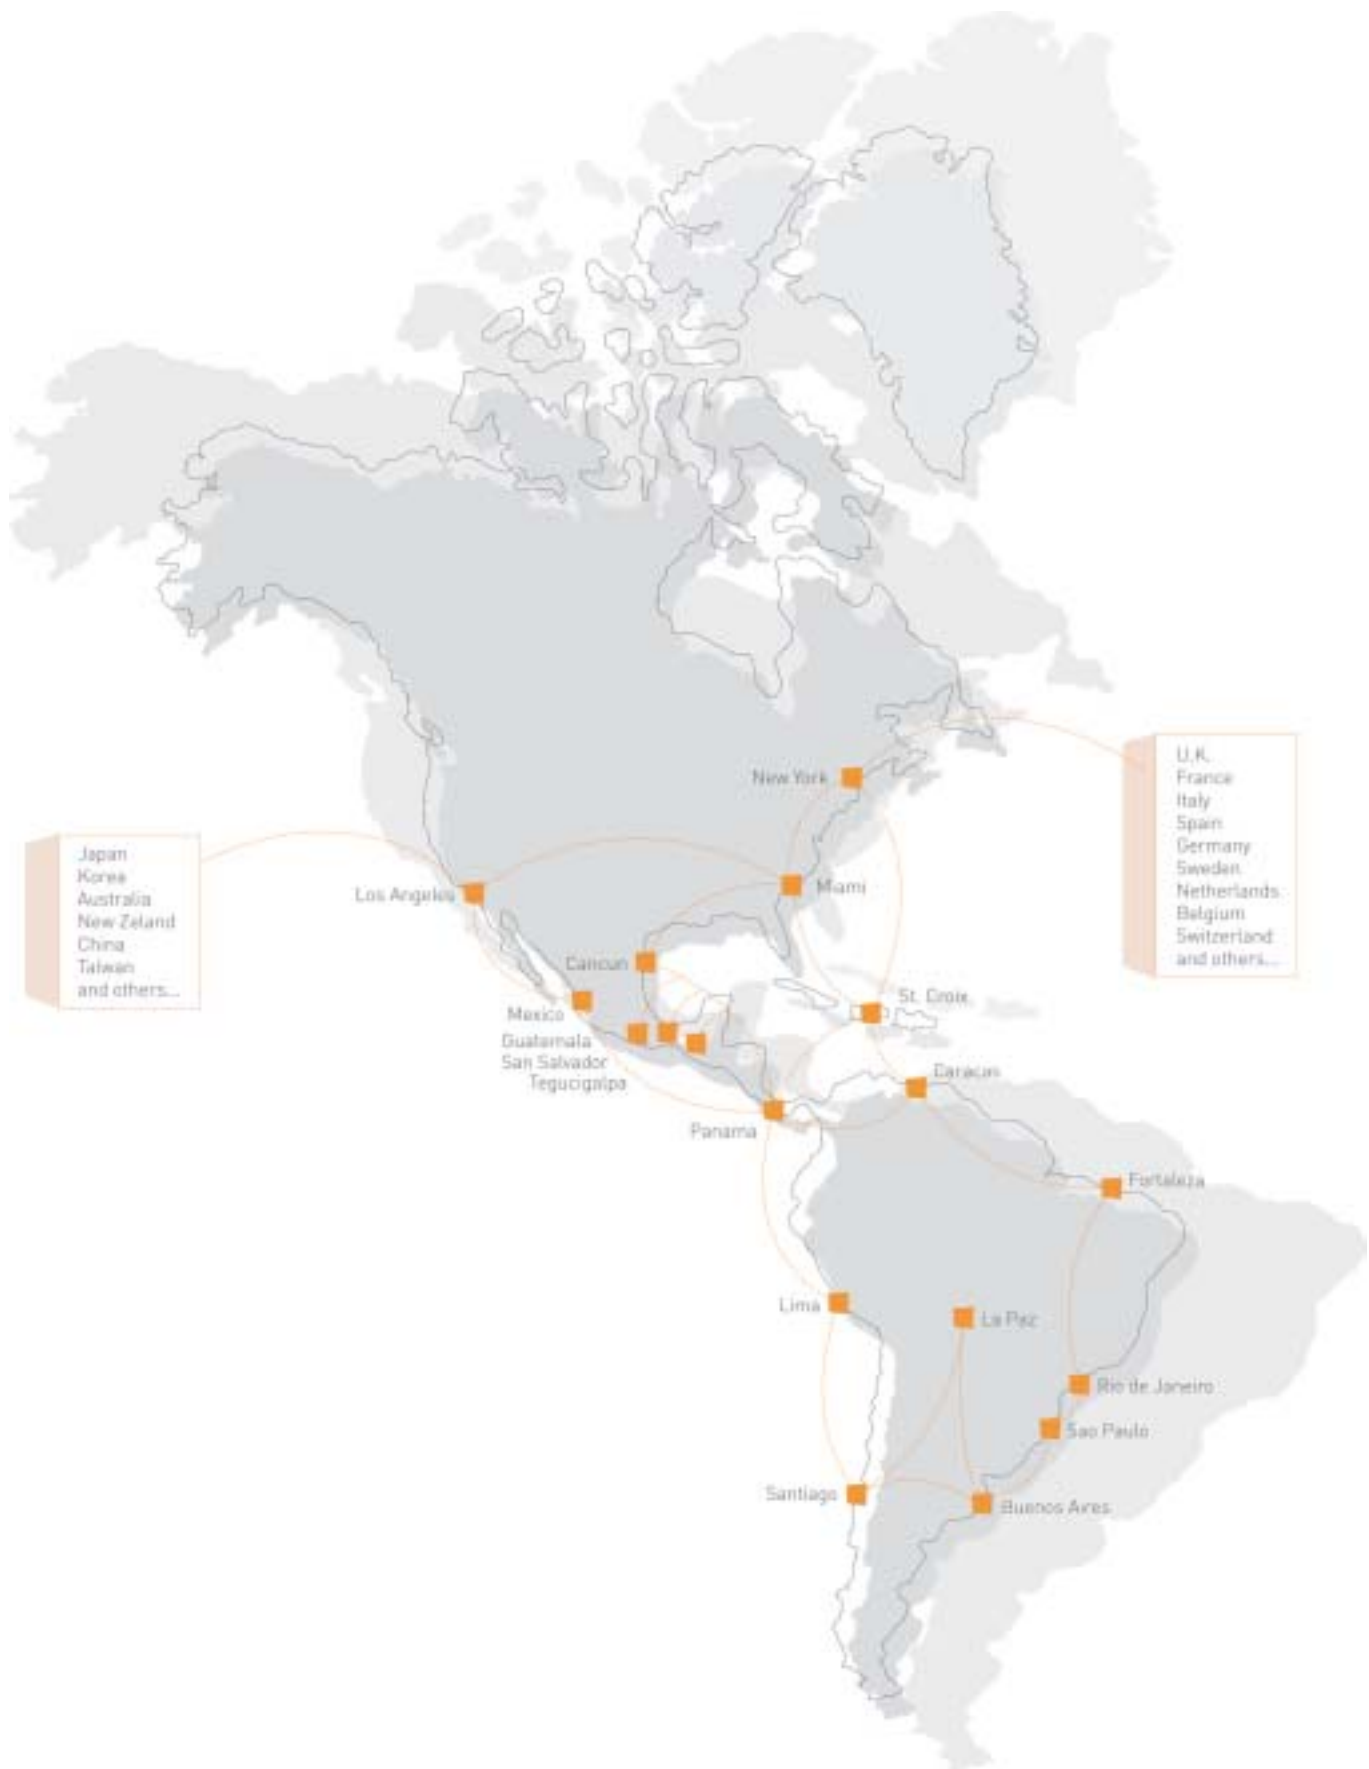 U.K.
France
Italy
Spain
Germany
Sweden
Netherlands
Belgium
Switzerland
and others...
New York
Japan
Korea
Australia
New Zeland
China
Taiwan
and others...
Los Angeles
Miami
Cancun
St. Croix
Mexico
Guatemala
San Salvador
Tegucigalpa
Caracas
Panama
Fortaleza
Lima
La Paz
Rio de Janeiro
Sao Paulo
Santiago
Buenos Aires